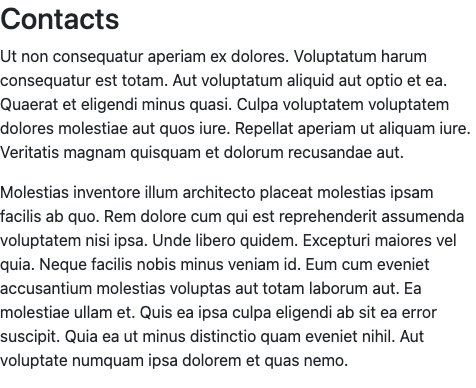 Contacts
Ut non consequatur aperiam ex dolores. Voluptatum harum
consequatur est totam. Aut voluptatum aliquid aut optio et ea.
Quaerat et eligendi minus quasi. Culpa voluptatem voluptatem
dolores molestiae aut quos iure. Repellat aperiam ut aliquam iure.
Veritatis magnam quisquam et dolorum recusandae aut.
Molestias inventore illum architecto placeat molestias ipsam
facilis ab quo. Rem dolore cum qui est reprehenderit assumenda
voluptatem nisi ipsa. Unde libero quidem. Excepturi maiores vel
quia. Neque facilis nobis minus veniam id. Eum cum eveniet
accusantium molestias voluptas aut totam laborum aut. Ea
molestiae ullam et. Quis ea ipsa culpa eligendi ab sit ea error
suscipit. Quia ea ut minus distinctio quam eveniet nihil. Aut
voluptate numquam ipsa dolorem et quas nemo.